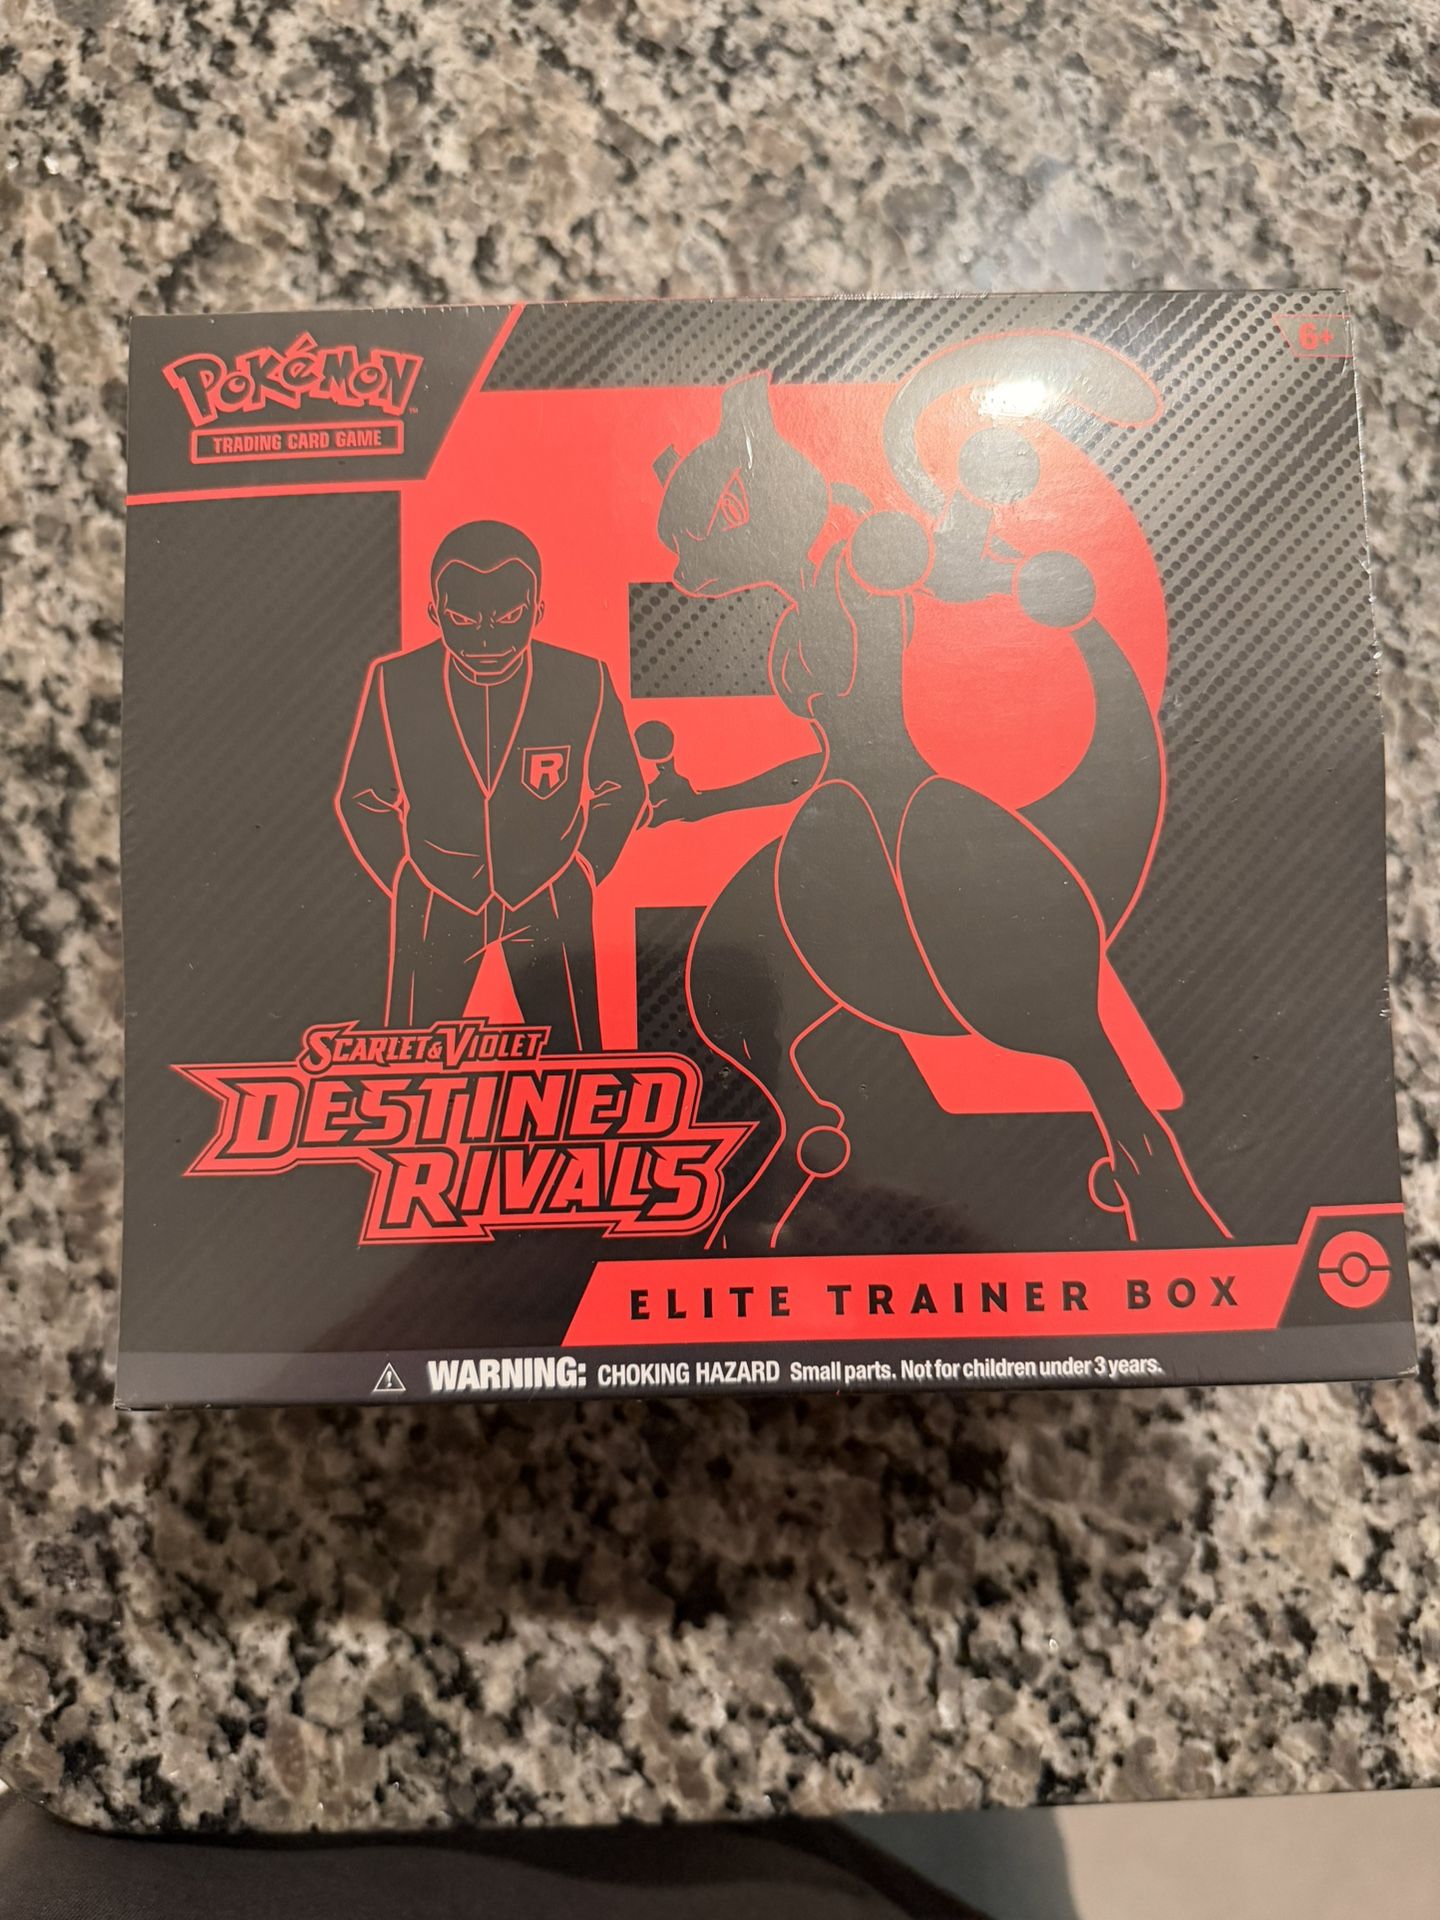 POKéMON™
TRADING CARD GAME
6+
R
SCARLET & VIOLET
DESTINED
RIVALS
ELITE TRAINER BOX
WARNING: CHOKING HAZARD Small parts. Not for children under 3 years.